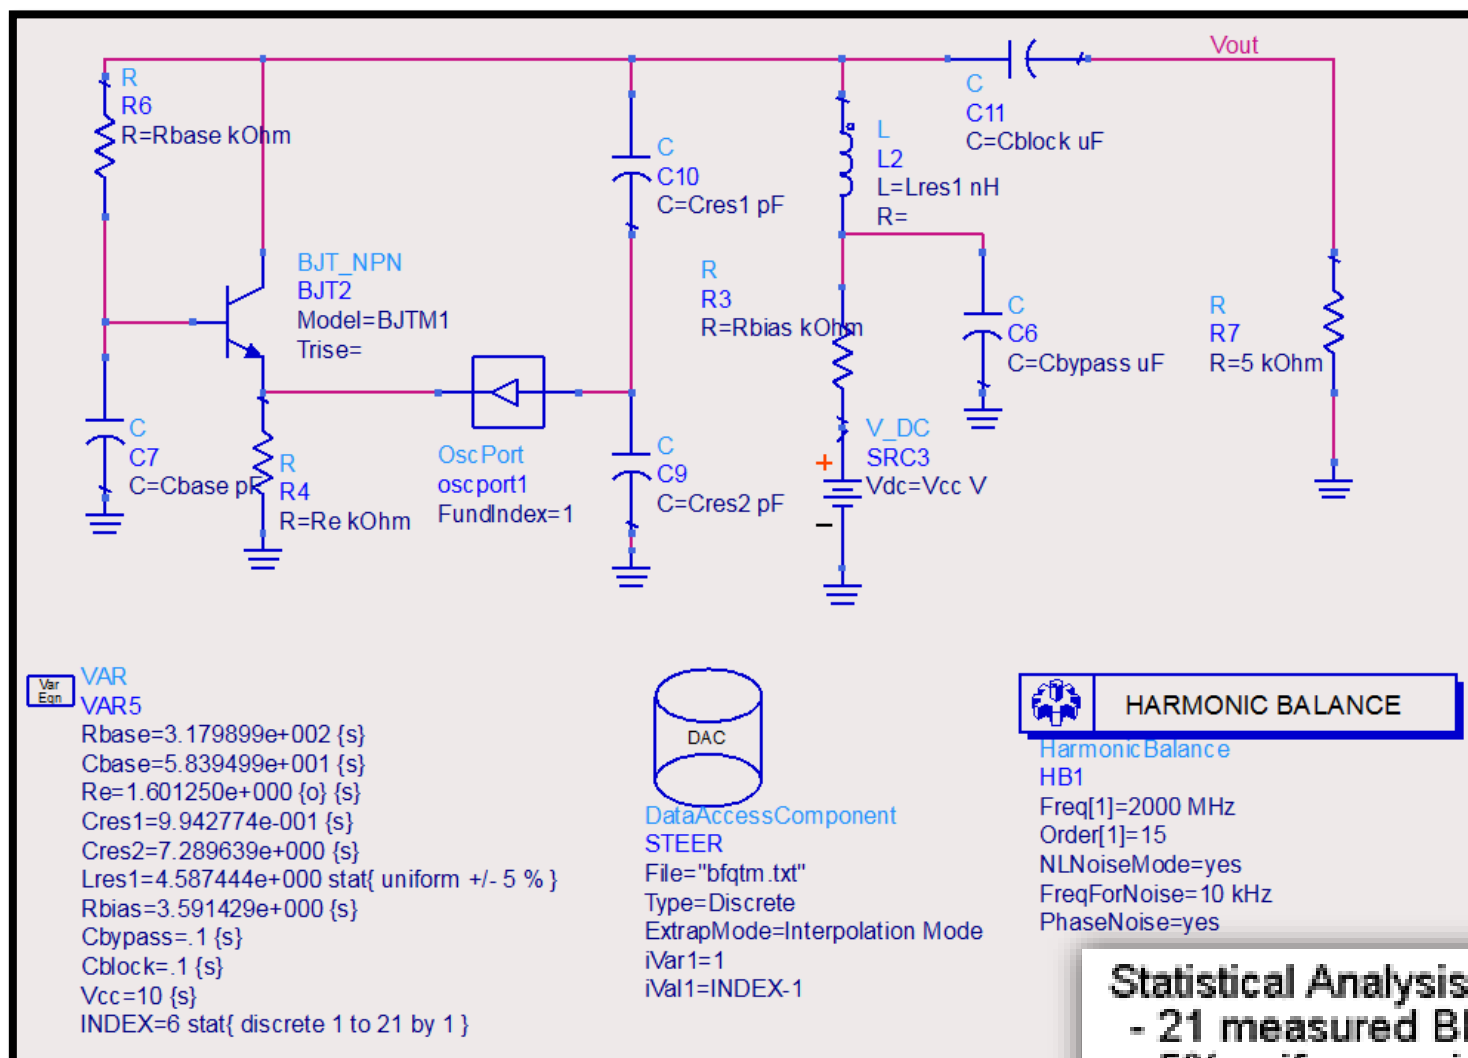 Vout
R
R6
R=Rbase kOhm
C
C11
C=Cblock uF
L
L2
L=Lres1 nH
R=
C
C10
C=Cres1 pF
BJT_NPN
BJT2
Model=BJTM1
Trise=
R
R3
R=Rbias kOhm
C
C6
C=Cbypass uF
R
R7
R=5 kOhm
C
C7
C=Cbase pF
R
R4
R=Re kOhm
OscPort
oscport1
FundIndex=1
C
C9
C=Cres2 pF
V_DC
SRC3
Vdc=Vcc V
+
−
Var
Eqn
VAR
VAR5
Rbase=3.179899e+002 {s}
Cbase=5.839499e+001 {s}
Re=1.601250e+000 {o} {s}
Cres1=9.942774e-001 {s}
Cres2=7.289639e+000 {s}
Lres1=4.587444e+000 stat{ uniform +/- 5 % }
Rbias=3.591429e+000 {s}
Cbypass=.1 {s}
Cblock=.1 {s}
Vcc=10 {s}
INDEX=6 stat{ discrete 1 to 21 by 1 }
DAC
DataAccessComponent
STEER
File="bfqtm.txt"
Type=Discrete
ExtrapMode=Interpolation Mode
iVar1=1
iVal1=INDEX-1
HARMONIC BALANCE
HarmonicBalance
HB1
Freq[1]=2000 MHz
Order[1]=15
NLNoiseMode=yes
FreqForNoise=10 kHz
PhaseNoise=yes
Statistical Analysis
- 21 measured